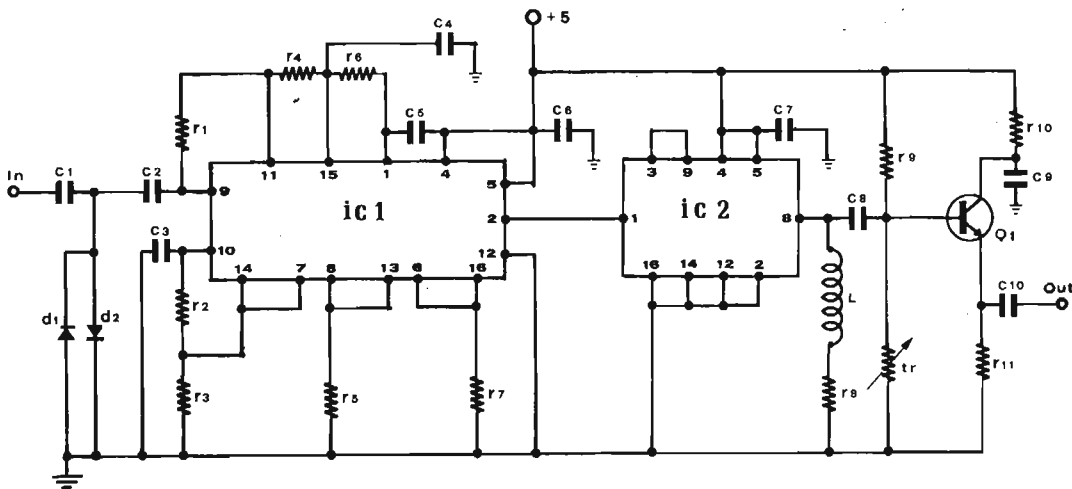 +5
C4
r4
r6
C5
C6
C7
r1
r10
11
15
1
4
3
9
4
5
r9
C9
In
C1
C2
9
ic 1
5
2
12
1
ic 2
8
C8
Q1
C3
10
14
7
8
13
6
16
16
14
12
2
L
C10
Out
d1
d2
r2
r3
r5
r7
r8
tr
r11